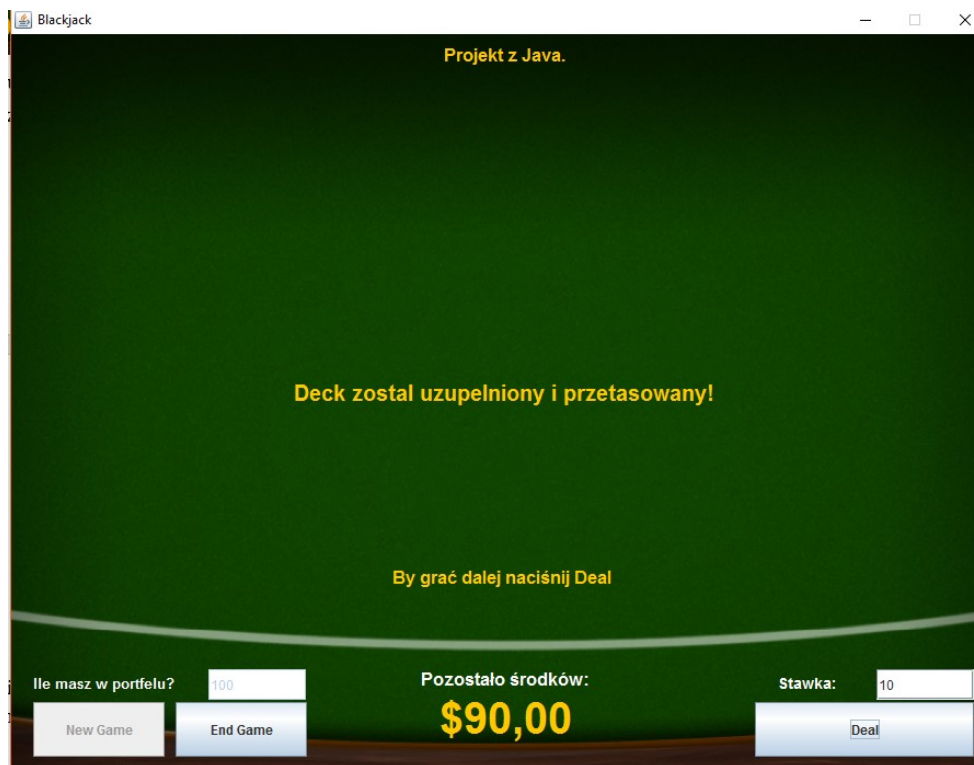 Blackjack
Projekt z Java.
Deck zostal uzupelniony i przetasowany!
By grać dalej naciśnij Deal
Ile masz w portfelu?
100
Pozostało środków:
Stawka:
10
New Game
End Game
$90,00
Deal